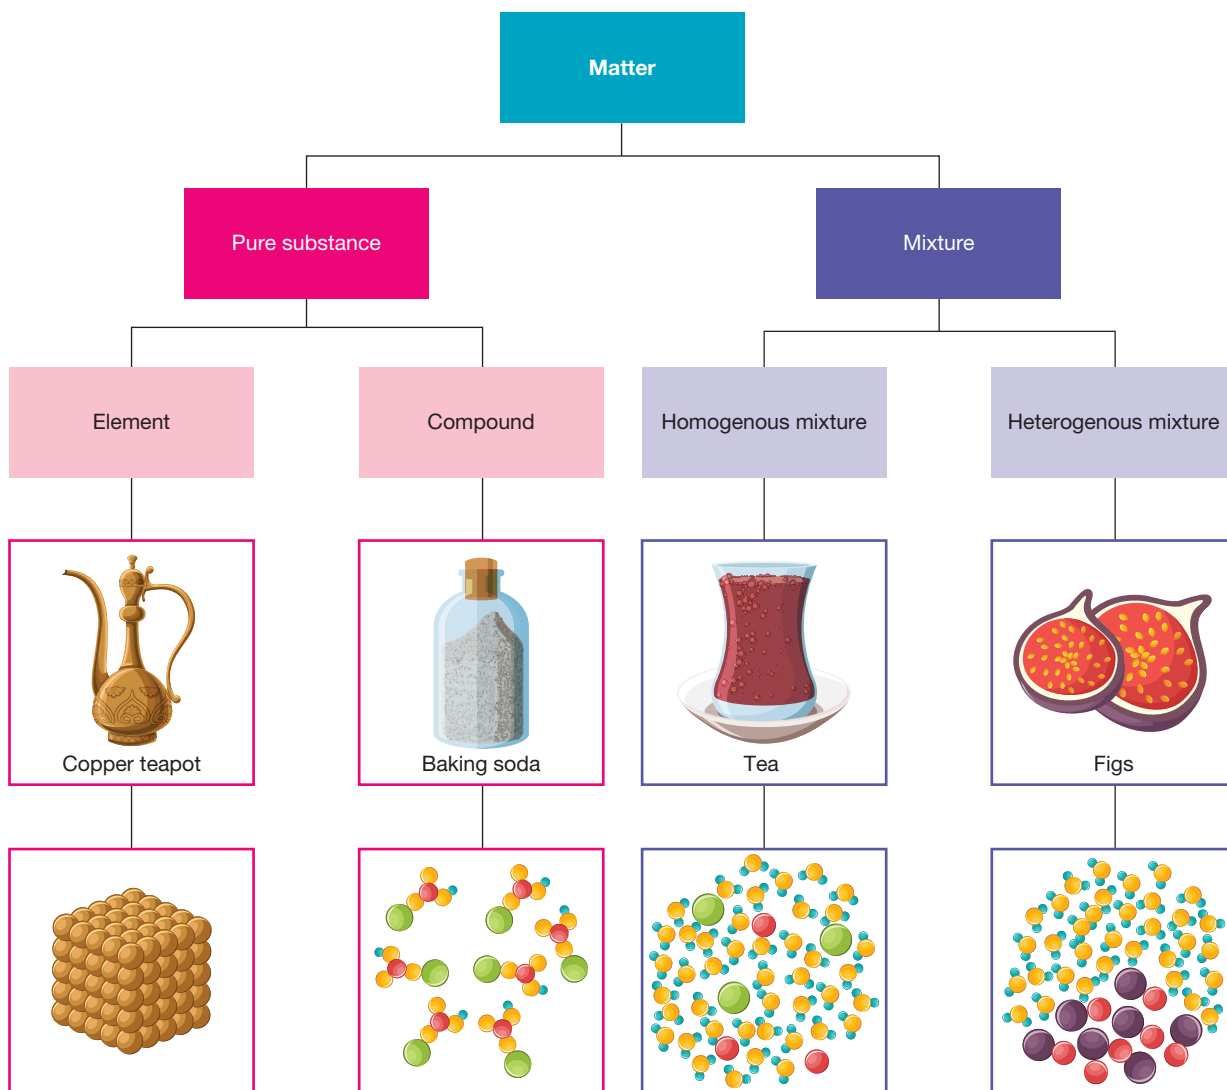 Matter
Pure substance
Mixture
Element
Compound
Homogenous mixture
Heterogenous mixture
Copper teapot
Baking soda
Tea
Figs